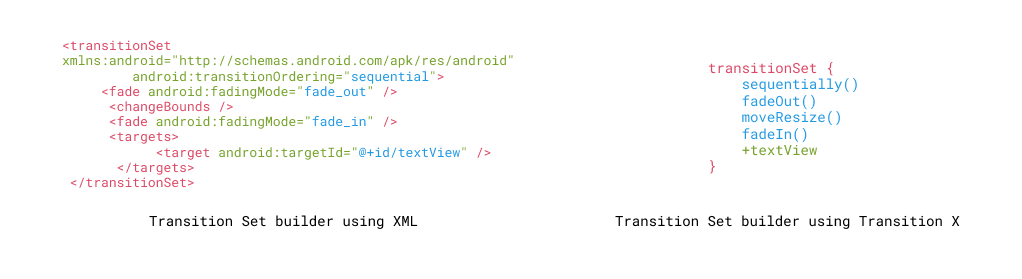 <transitionSet
xmlns:android="http://schemas.android.com/apk/res/android"
android:transitionOrdering="sequential">
<fade android:fadingMode="fade_out" />
<changeBounds />
<fade android:fadingMode="fade_in" />
<targets>
<target android:targetId="@+id/textView" />
</targets>
</transitionSet>
Transition Set builder using XML
transitionSet {
sequentially()
fadeOut()
moveResize()
fadeIn()
+textView
}
Transition Set builder using Transition X